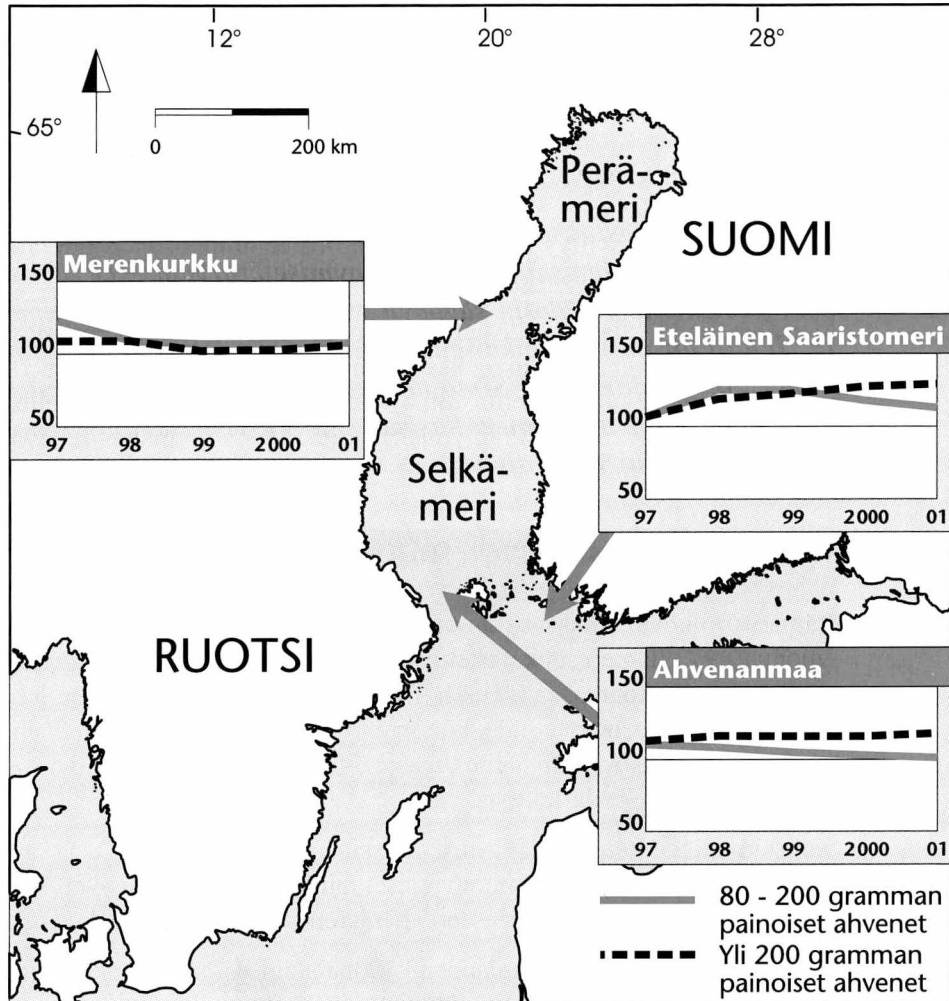 12° 20° 28°
65°
0 200 km
Perä-
meri
SUOMI
Merenkurkku
150
100
50
97 98 99 2000 01
Eteläinen Saaristomeri
150
100
50
97 98 99 2000 01
Selkä-
meri
RUOTSI
Ahvenanmaa
150
100
50
97 98 99 2000 01
80 - 200 gramman
painoiset ahvenet
Yli 200 gramman
painoiset ahvenet